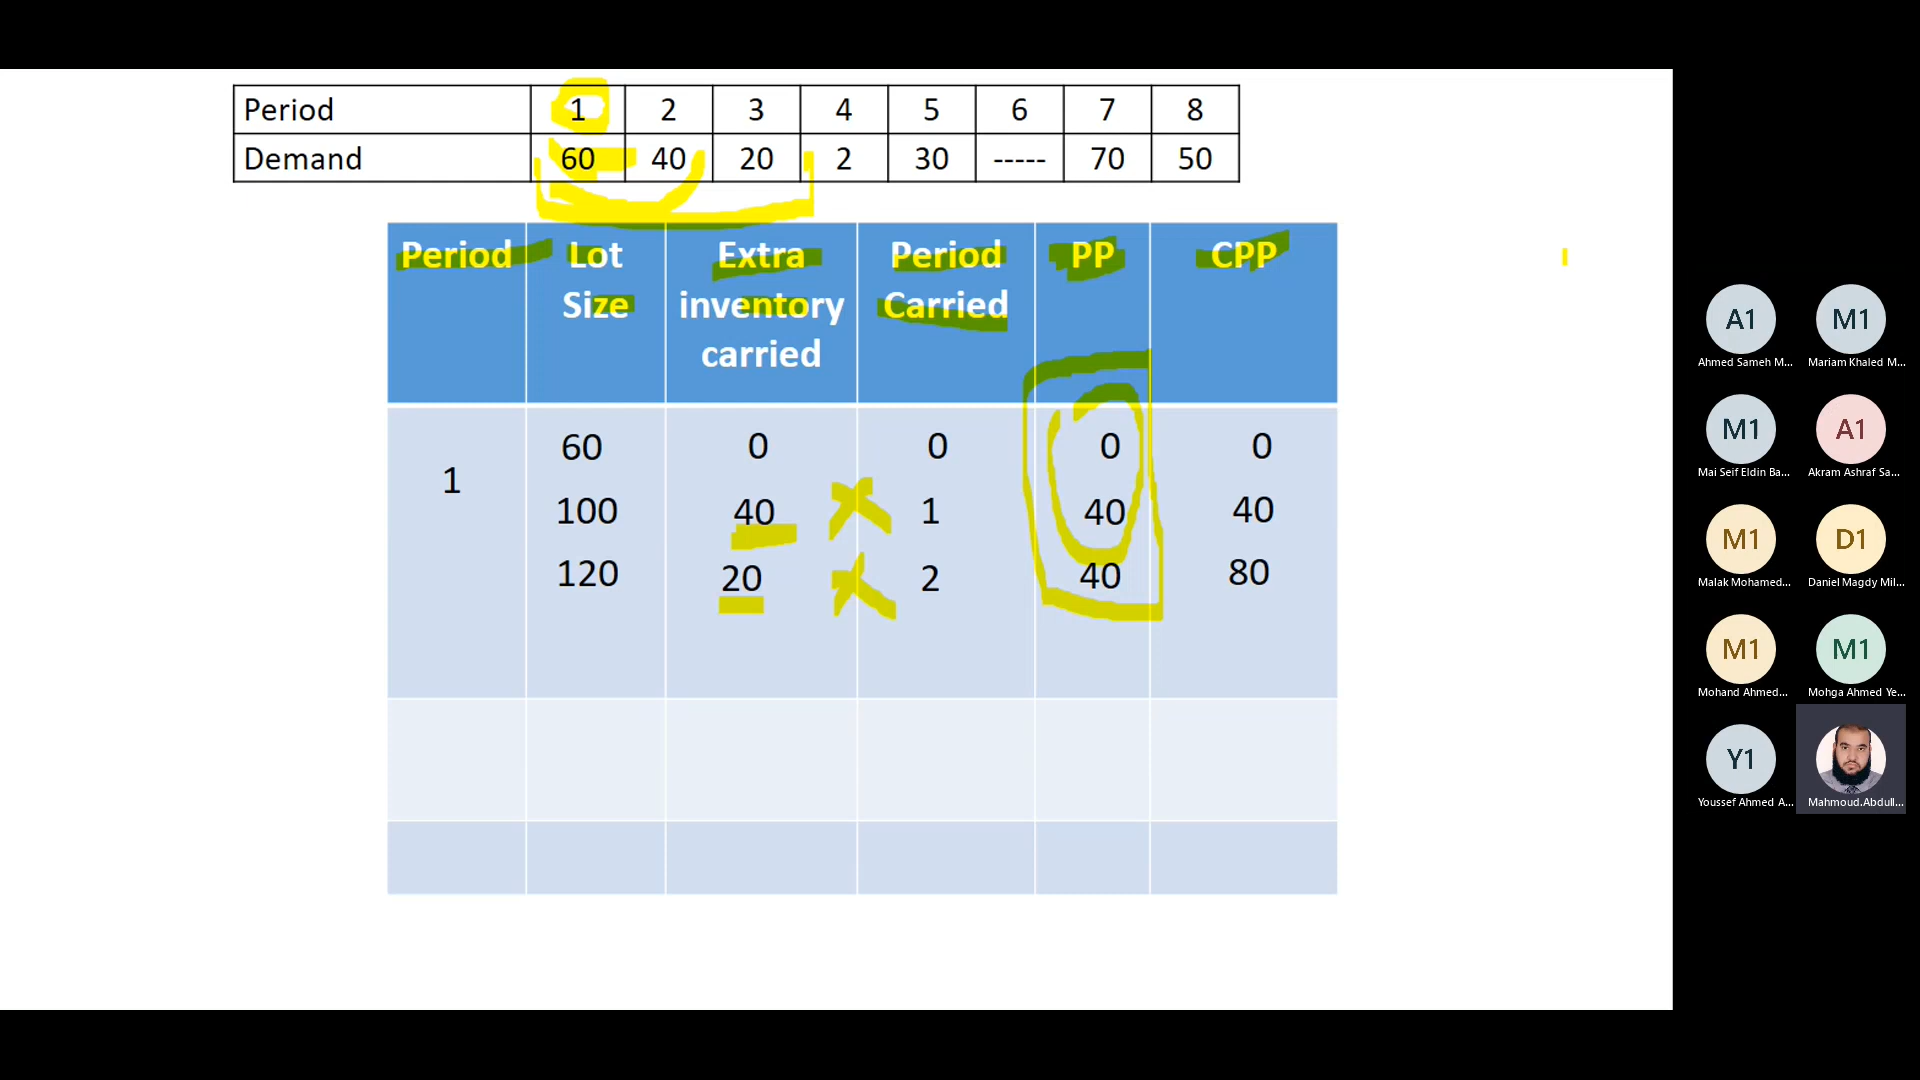 Period 1 2 3 4 5 6 7 8
Demand 60 40 20 2 30 ----- 70 50
Period Lot Size Extra inventory carried Period Carried PP CPP
1
60 0 0 0 0
100 40 1 40 40
120 20 2 40 80
A1 M1
Ahmed Sameh M... Mariam Khaled M...
M1 A1
Mai Seif Eldin Ba... Akram Ashraf Sa...
M1 D1
Malak Mohamed... Daniel Magdy Mil...
M1 M1
Mohand Ahmed... Mohga Ahmed Ye...
Y1
Youssef Ahmed A... Mahmoud.Abdull...